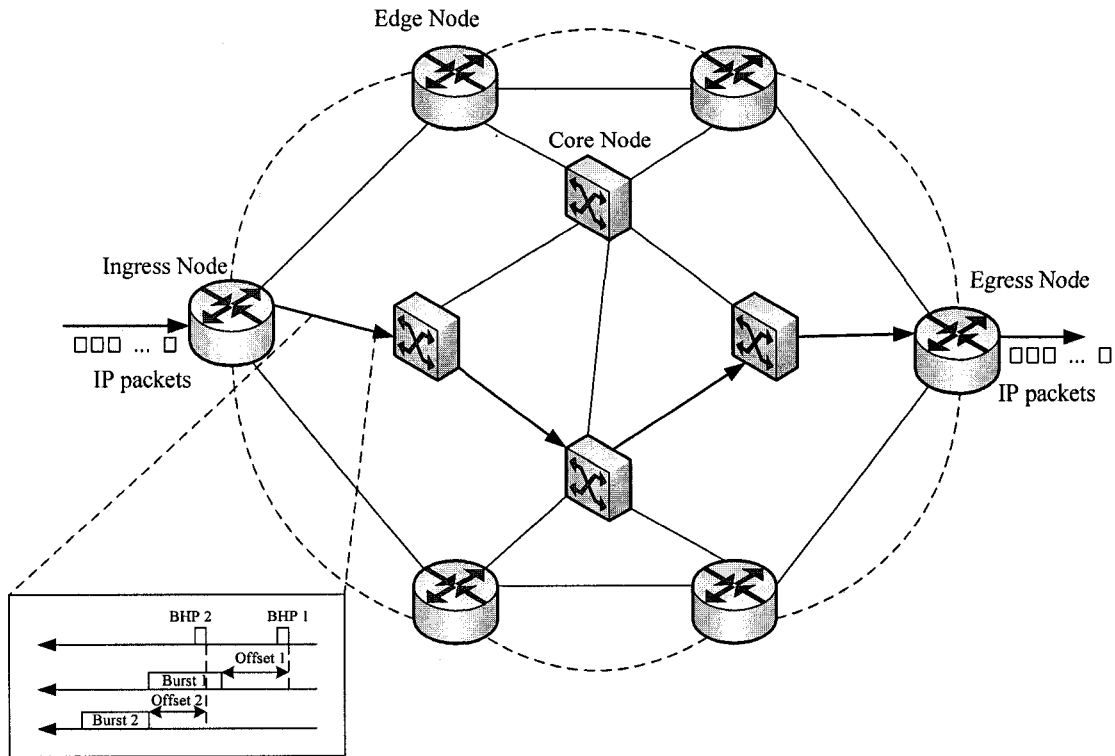 Edge Node
Core Node
Ingress Node
Egress Node
... 
IP packets
...
IP packets
BHP 2
BHP 1
Offset 1
Burst 1
Offset 2
Burst 2